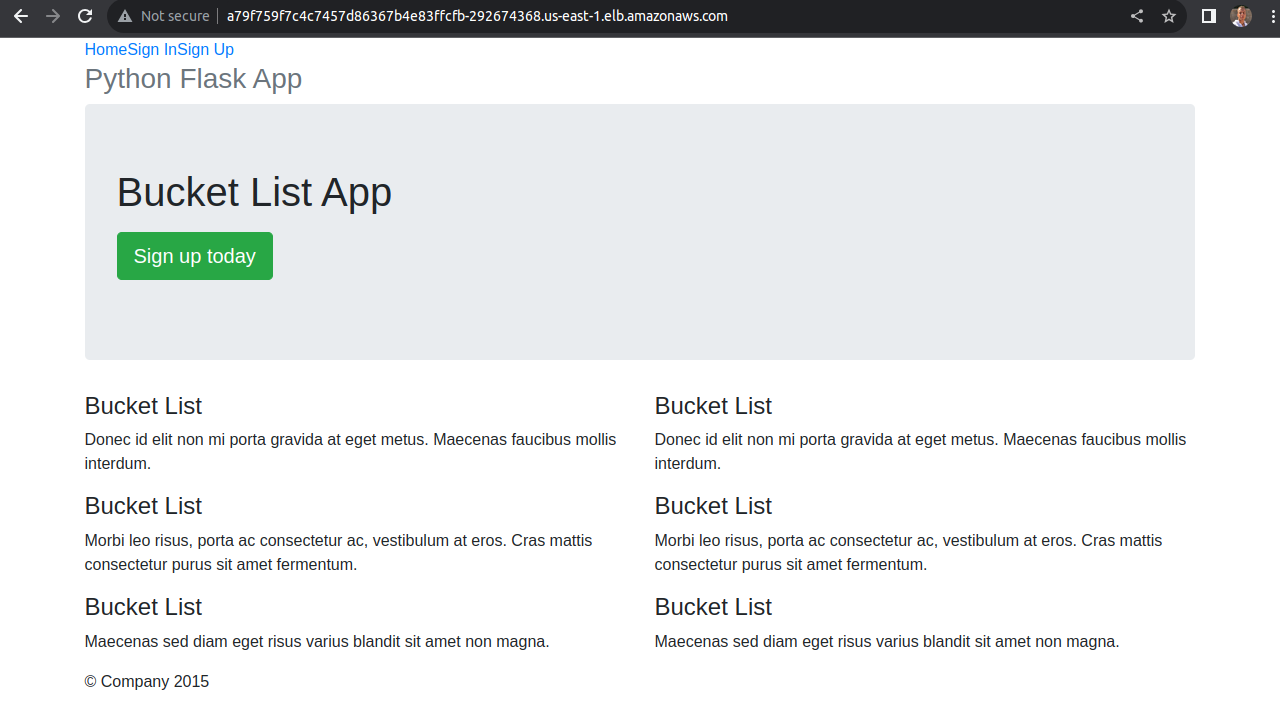 Not secure a79f759f7c4c7457d86367b4e83ffcfb-292674368.us-east-1.elb.amazonaws.com
HomeSign InSign Up
Python Flask App
Bucket List App
Sign up today
Bucket List
Donec id elit non mi porta gravida at eget metus. Maecenas faucibus mollis
interdum.
Bucket List
Morbi leo risus, porta ac consectetur ac, vestibulum at eros. Cras mattis
consectetur purus sit amet fermentum.
Bucket List
Maecenas sed diam eget risus varius blandit sit amet non magna.
Bucket List
Donec id elit non mi porta gravida at eget metus. Maecenas faucibus mollis
interdum.
Bucket List
Morbi leo risus, porta ac consectetur ac, vestibulum at eros. Cras mattis
consectetur purus sit amet fermentum.
Bucket List
Maecenas sed diam eget risus varius blandit sit amet non magna.
© Company 2015